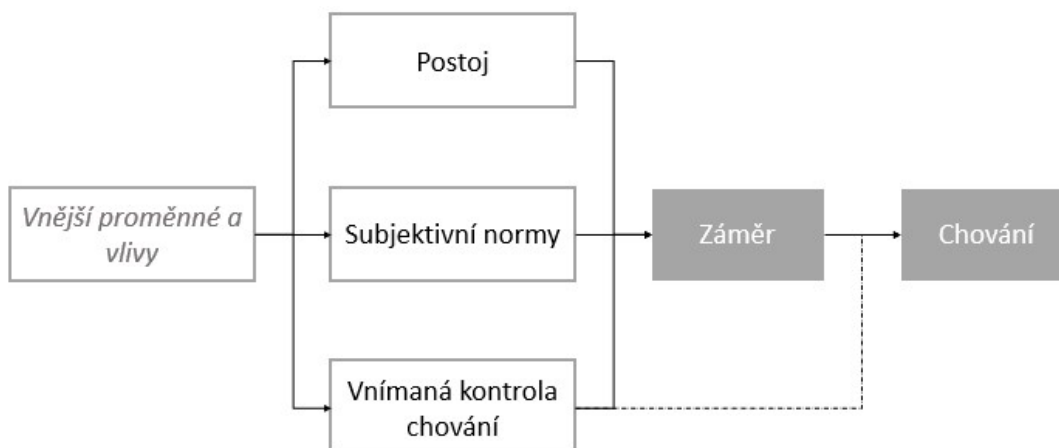 Postoj
Vnější proměnné a
vlivy
Subjektivní normy
Záměr
Chování
Vnímaná kontrola
chování